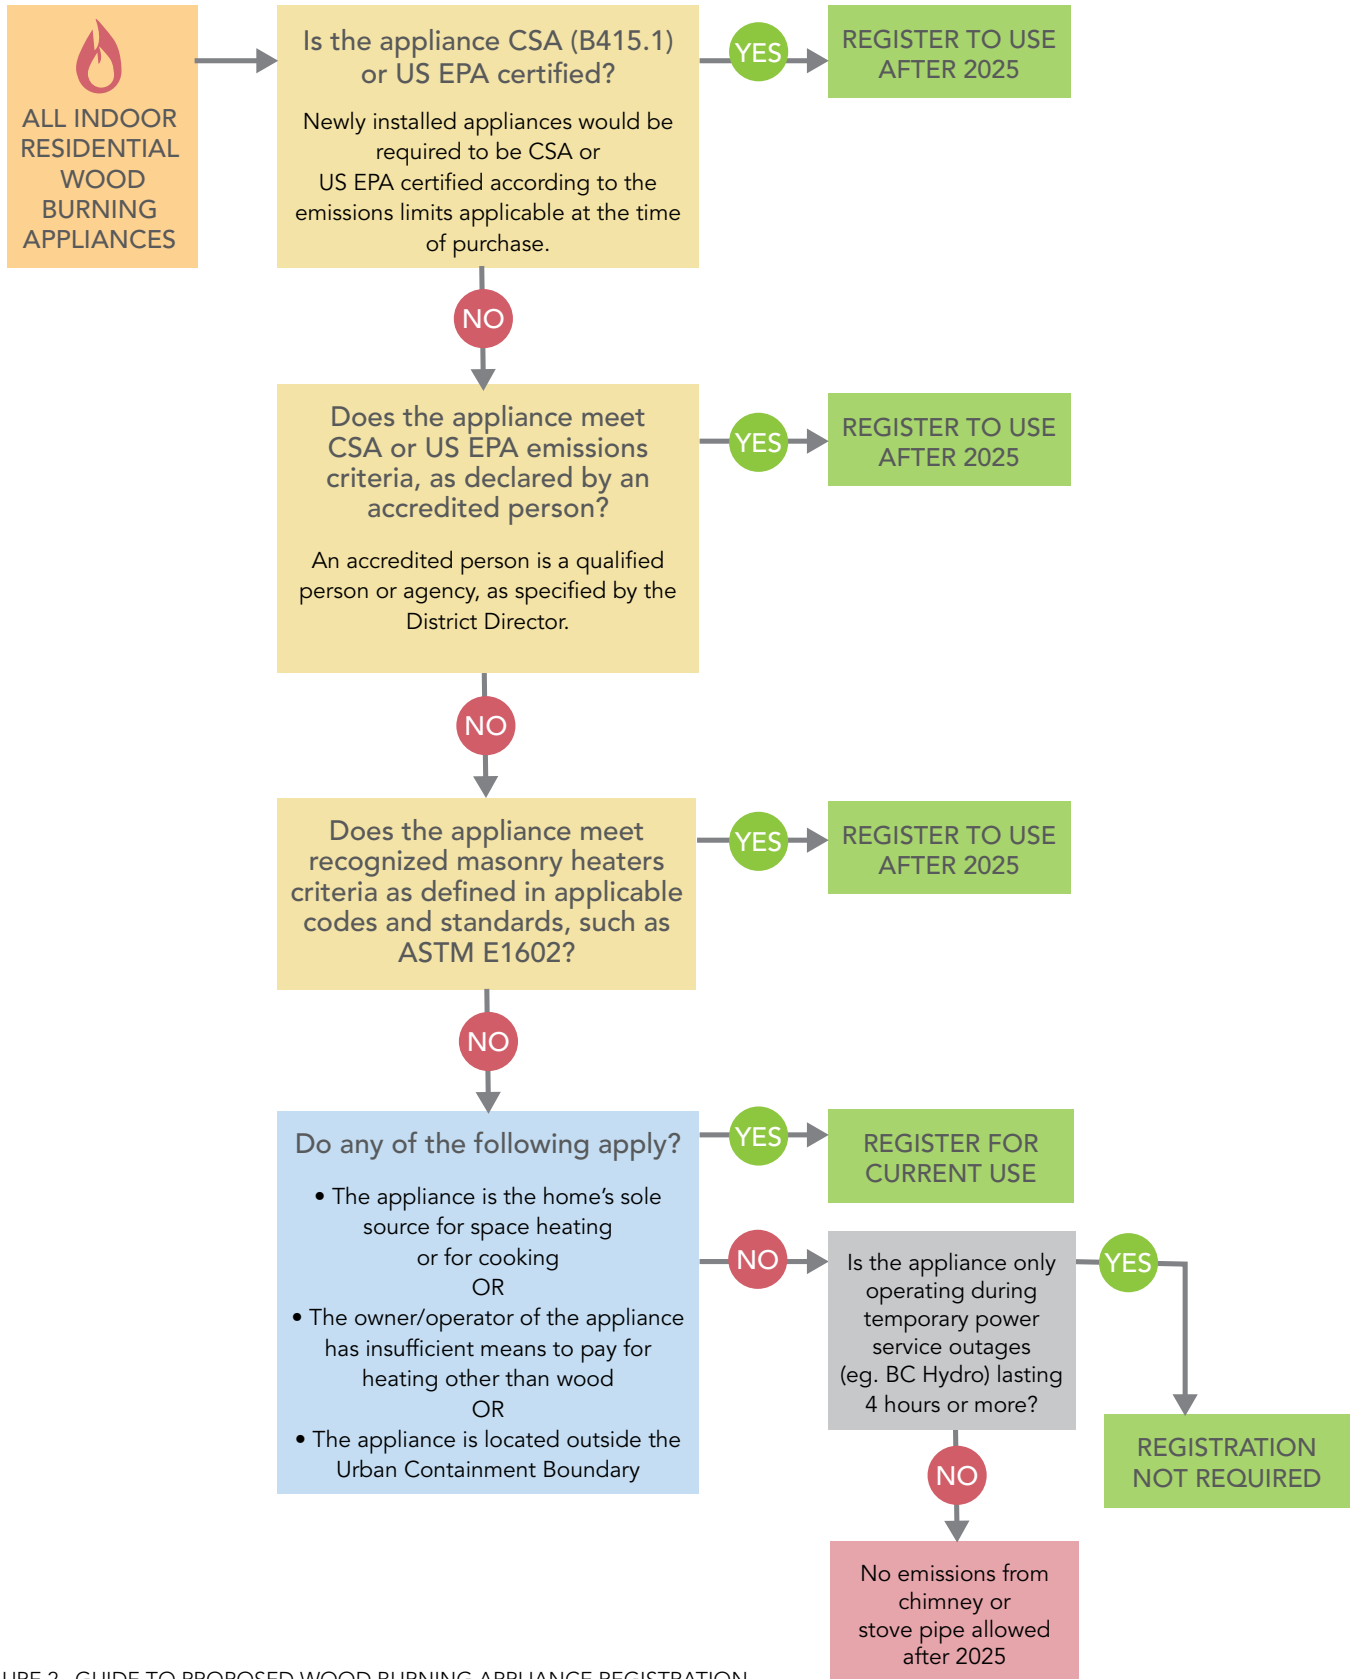 ALL INDOOR
RESIDENTIAL
WOOD
BURNING
APPLIANCES
Is the appliance CSA (B415.1)
or US EPA certified?
Newly installed appliances would be
required to be CSA or
US EPA certified according to the
emissions limits applicable at the time
of purchase.
YES
REGISTER TO USE
AFTER 2025
NO
Does the appliance meet
CSA or US EPA emissions
criteria, as declared by an
accredited person?
An accredited person is a qualified
person or agency, as specified by the
District Director.
YES
REGISTER TO USE
AFTER 2025
NO
Does the appliance meet
recognized masonry heaters
criteria as defined in applicable
codes and standards, such as
ASTM E1602?
YES
REGISTER TO USE
AFTER 2025
NO
Do any of the following apply?
• The appliance is the home’s sole
source for space heating
or for cooking
OR
• The owner/operator of the appliance
has insufficient means to pay for
heating other than wood
OR
• The appliance is located outside the
Urban Containment Boundary
YES
REGISTER FOR
CURRENT USE
NO
Is the appliance only
operating during
temporary power
service outages
(eg. BC Hydro) lasting
4 hours or more?
YES
REGISTRATION
NOT REQUIRED
NO
No emissions from
chimney or
stove pipe allowed
after 2025
2 GUIDE TO PROPOSED WOOD BURNING APPLIANCE REGISTRATION